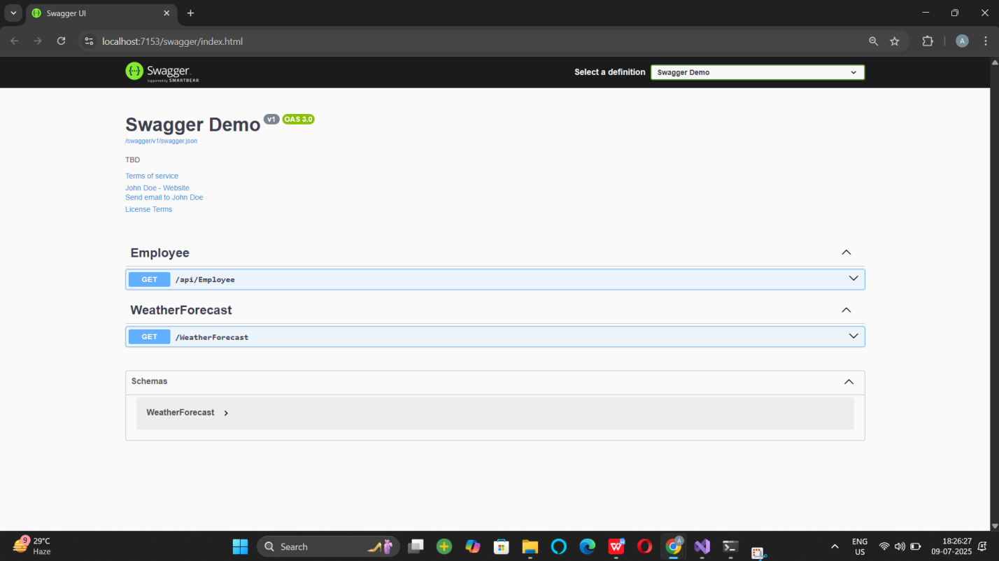 Swagger UI
localhost:7153/swagger/index.html
A
{···} Swagger.
Supported by SMARTBEAR
Select a definition
Swagger Demo
Swagger Demo v1 OAS 3.0
/swagger/v1/swagger.json
TBD
Terms of service
John Doe - Website
Send email to John Doe
License Terms
Employee
GET /api/Employee
WeatherForecast
GET /WeatherForecast
Schemas
WeatherForecast
9
29°C
Haze
Search
W
A
ENG
US
18:26:27
09-07-2025